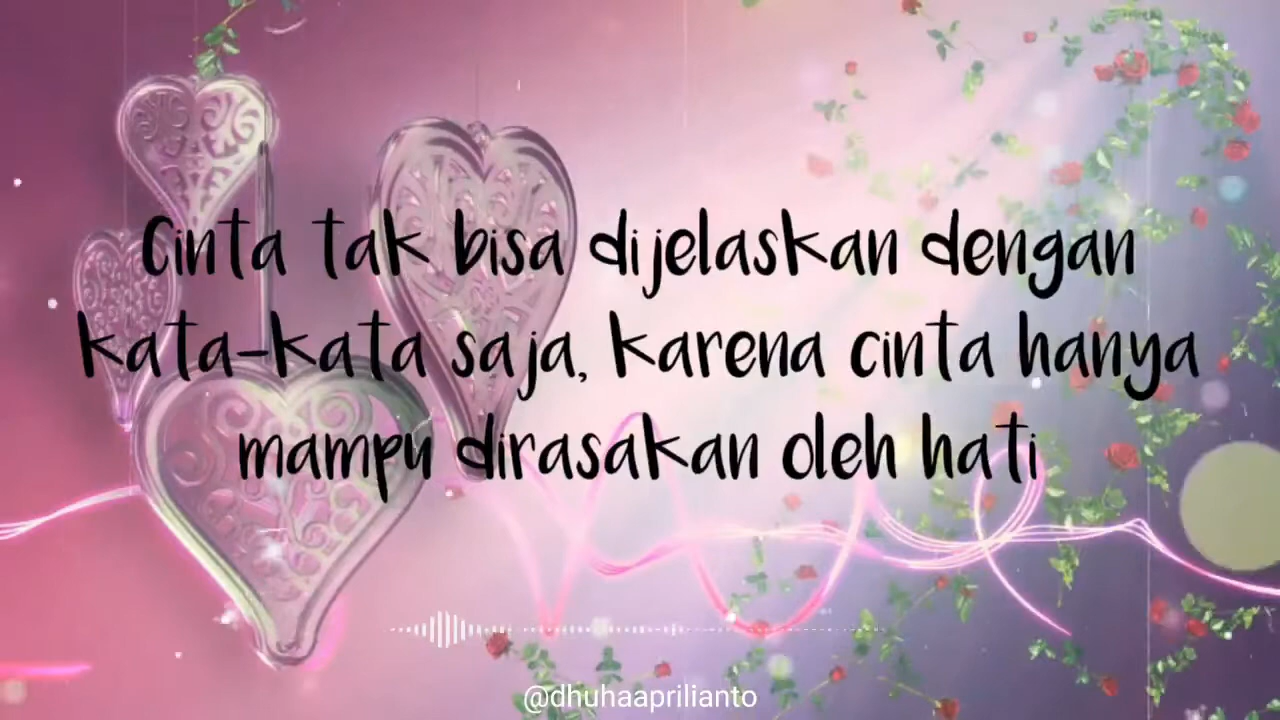 Cinta tak bisa dijelaskan dengan
kata-kata saja, karena cinta hanya
mampu dirasakan oleh hati
@dhuhaaprilianto